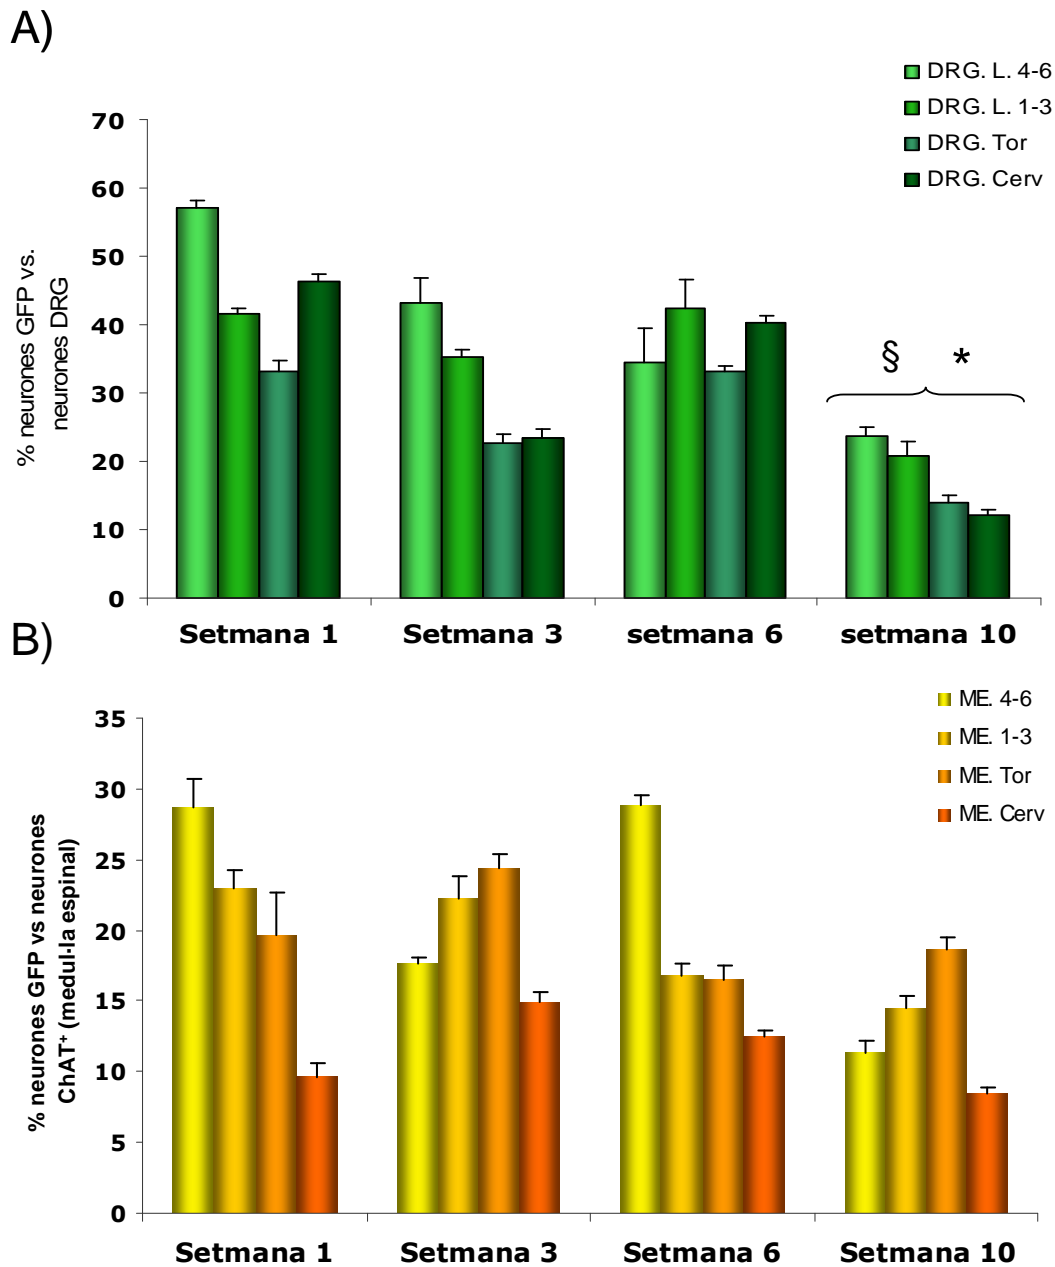 A)
DRG. L. 4-6
DRG. L. 1-3
DRG. Tor
DRG. Cerv
% neurones GFP vs.
neurones DRG
70
60
50
40
30
20
10
0
§ *
Setmana 1 Setmana 3 setmana 6 setmana 10
B)
ME. 4-6
ME. 1-3
ME. Tor
ME. Cerv
% neurones GFP vs neurones
ChAT⁺ (medul·la espinal)
35
30
25
20
15
10
5
0
Setmana 1 Setmana 3 Setmana 6 Setmana 10